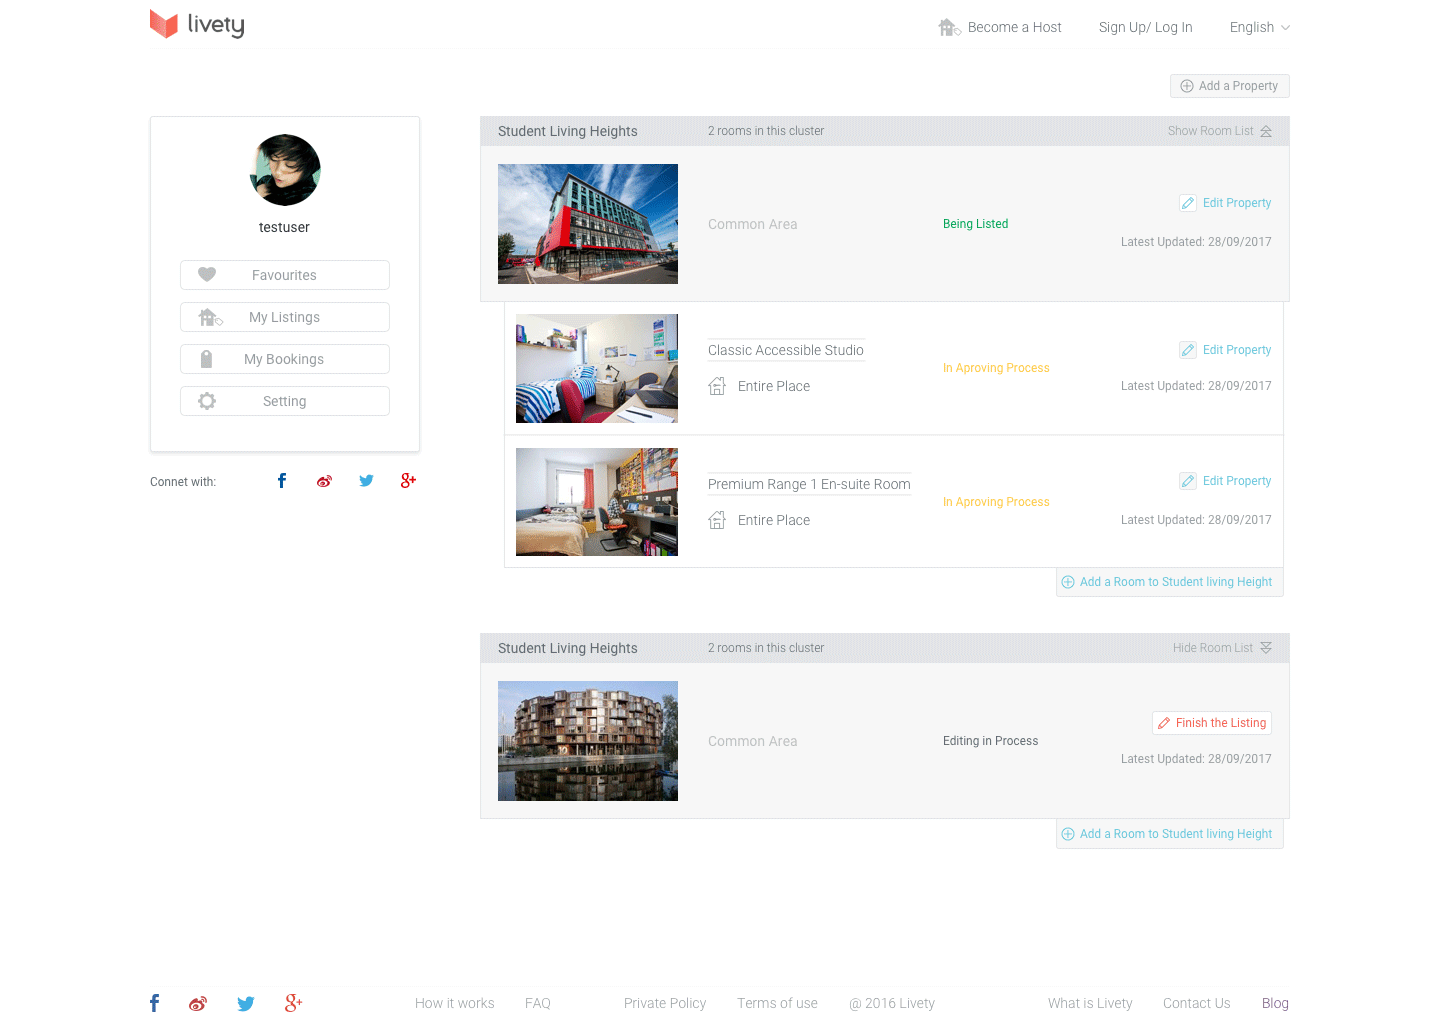 livety
Become a Host
Sign Up/ Log In
English
Add a Property
testuser
Favourites
My Listings
My Bookings
Setting
Connet with:
Student Living Heights
2 rooms in this cluster
Show Room List
Common Area
Being Listed
Edit Property
Latest Updated: 28/09/2017
Classic Accessible Studio
Entire Place
In Aproving Process
Edit Property
Latest Updated: 28/09/2017
Premium Range 1 En-suite Room
Entire Place
In Aproving Process
Edit Property
Latest Updated: 28/09/2017
Add a Room to Student living Height
Student Living Heights
2 rooms in this cluster
Hide Room List
Common Area
Editing in Process
Finish the Listing
Latest Updated: 28/09/2017
Add a Room to Student living Height
How it works
FAQ
Private Policy
Terms of use
@ 2016 Livety
What is Livety
Contact Us
Blog